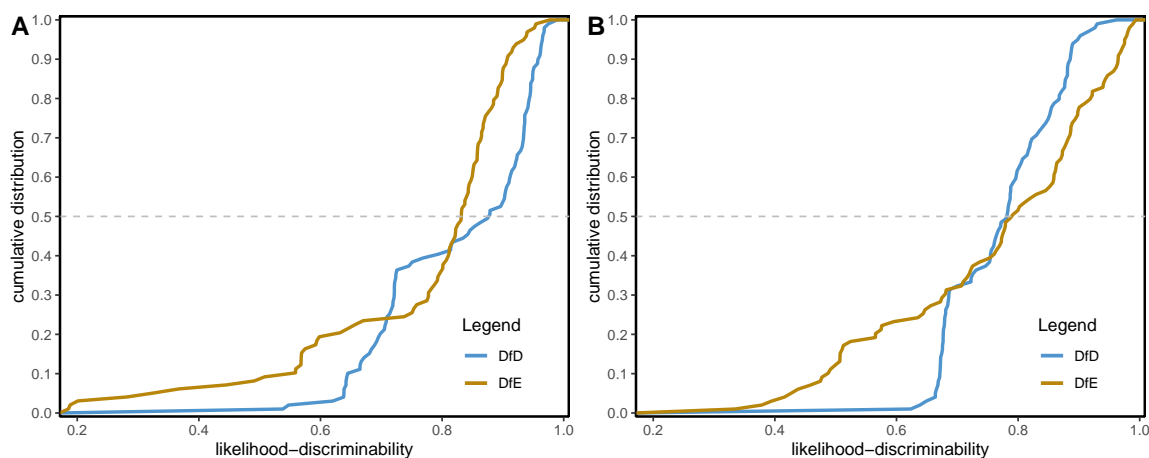 A
cumulative distribution
1.0
0.9
0.8
0.7
0.6
0.5
0.4
0.3
0.2
0.1
0.0
Legend
DfD
DfE
0.2 0.4 0.6 0.8 1.0
likelihood−discriminability
B
cumulative distribution
1.0
0.9
0.8
0.7
0.6
0.5
0.4
0.3
0.2
0.1
0.0
Legend
DfD
DfE
0.2 0.4 0.6 0.8 1.0
likelihood−discriminability